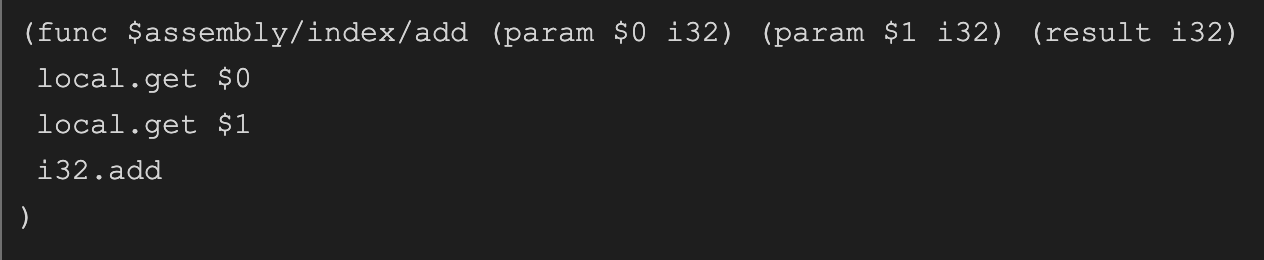 (func $assembly/index/add (param $0 i32) (param $1 i32) (result i32)
 local.get $0
 local.get $1
 i32.add
)